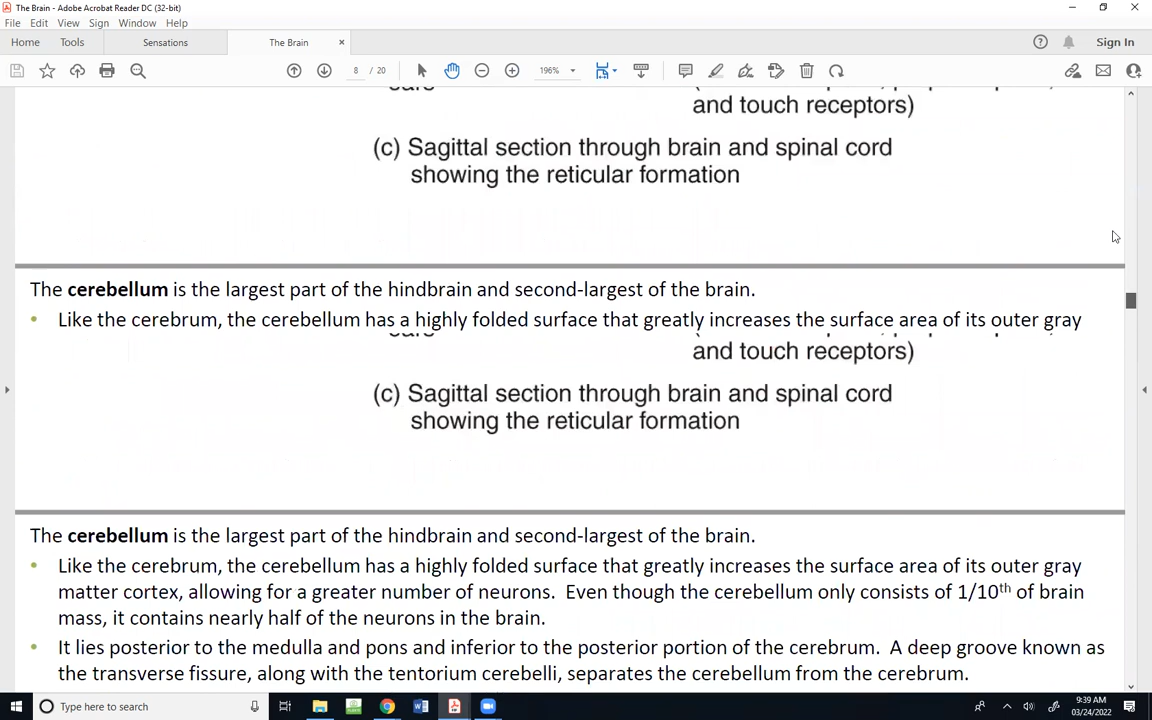 The Brain - Adobe Acrobat Reader DC (32-bit)
File Edit View Sign Window Help
Home Tools Sensations The Brain × Sign In
8 / 20 196%
and touch receptors)
(c) Sagittal section through brain and spinal cord
showing the reticular formation
The cerebellum is the largest part of the hindbrain and second-largest of the brain.
• Like the cerebrum, the cerebellum has a highly folded surface that greatly increases the surface area of its outer gray
and touch receptors)
(c) Sagittal section through brain and spinal cord
showing the reticular formation
The cerebellum is the largest part of the hindbrain and second-largest of the brain.
• Like the cerebrum, the cerebellum has a highly folded surface that greatly increases the surface area of its outer gray
matter cortex, allowing for a greater number of neurons. Even though the cerebellum only consists of 1/10th of brain
mass, it contains nearly half of the neurons in the brain.
• It lies posterior to the medulla and pons and inferior to the posterior portion of the cerebrum. A deep groove known as
the transverse fissure, along with the tentorium cerebelli, separates the cerebellum from the cerebrum.
Type here to search
9:39 AM
03/24/2022